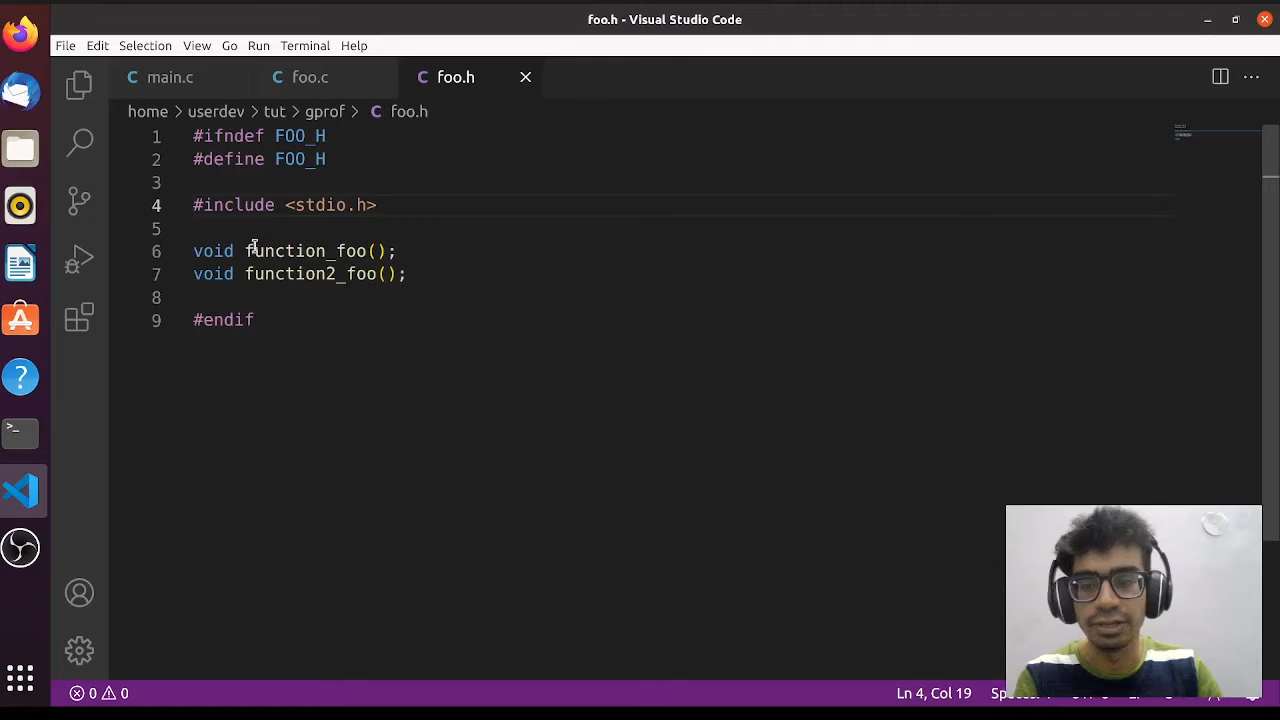 foo.h - Visual Studio Code
File Edit Selection View Go Run Terminal Help
C main.c C foo.c C foo.h
home > userdev > tut > gprof > C foo.h
1 #ifndef FOO_H
2 #define FOO_H
3
4 #include <stdio.h>
5
6 void function_foo();
7 void function2_foo();
8
9 #endif
0 0 Ln 4, Col 19